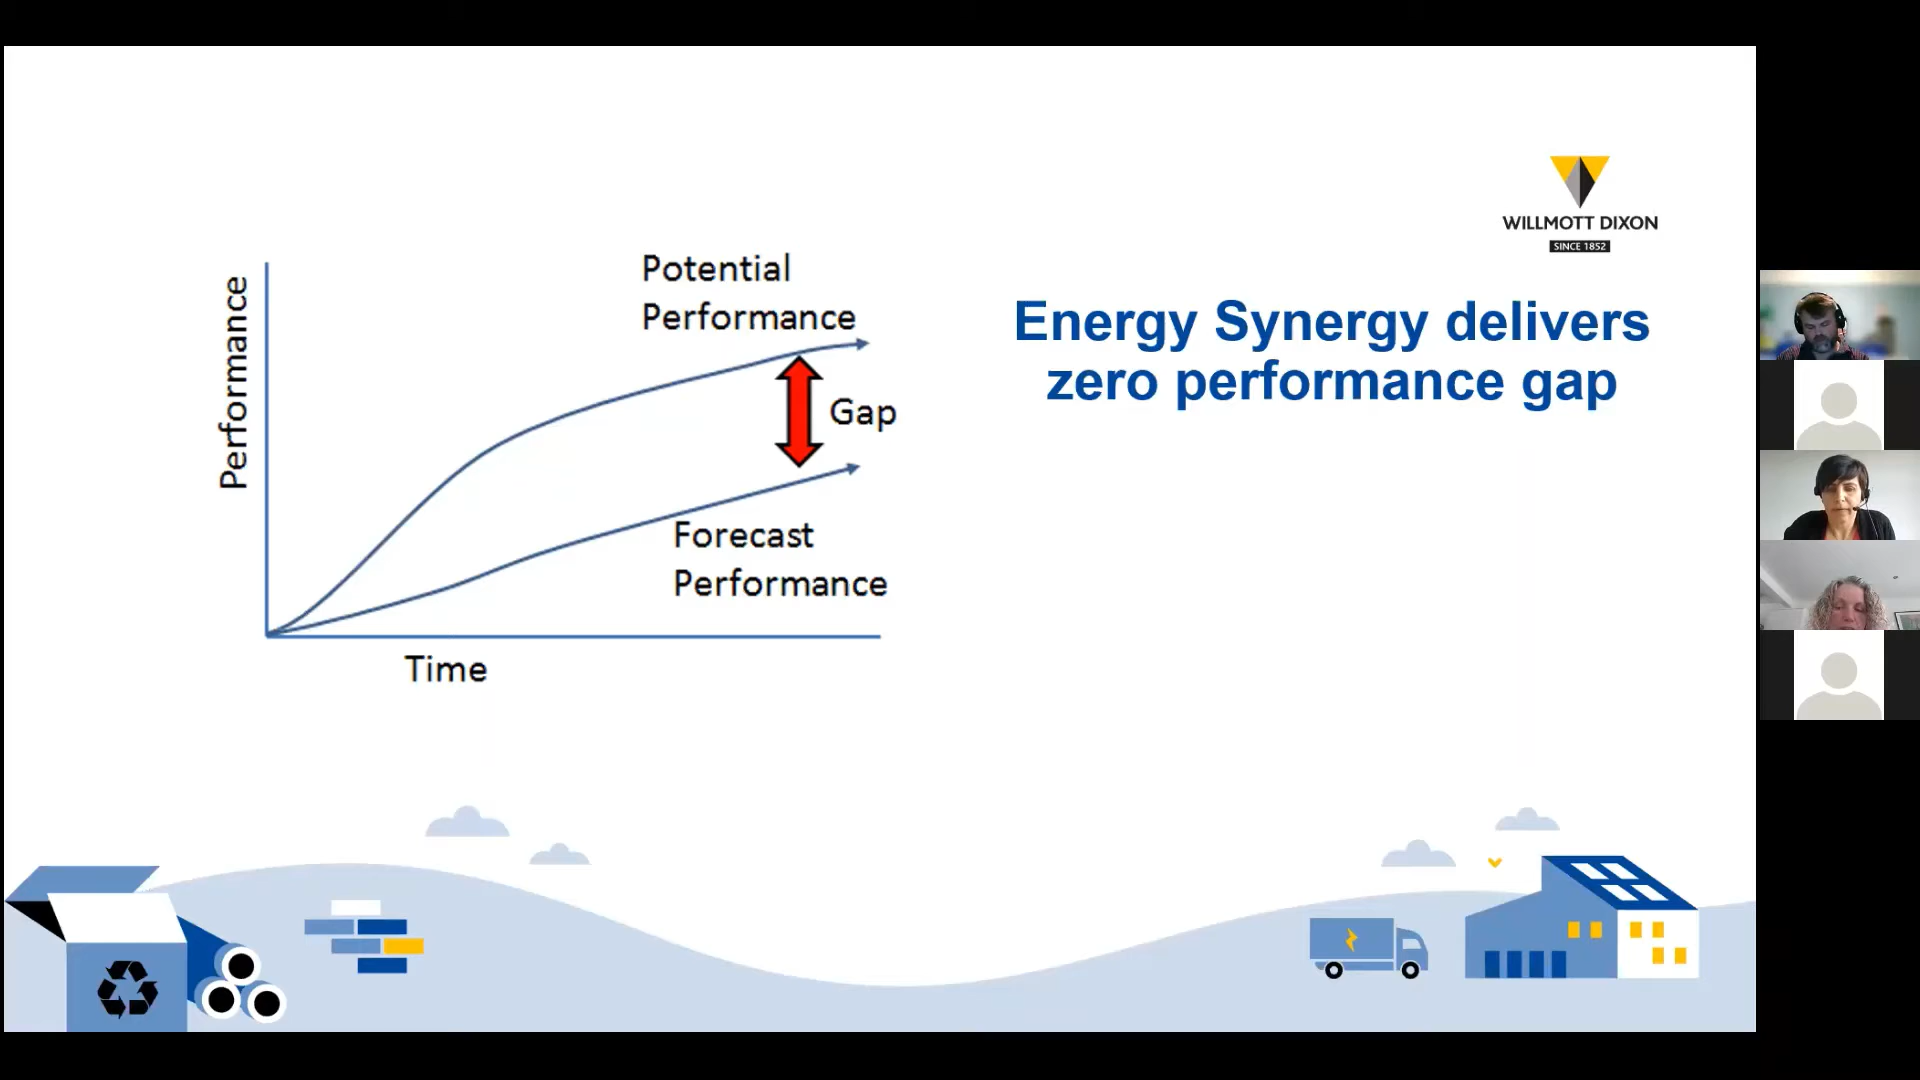 WILLMOTT DIXON
SINCE 1852
Energy Synergy delivers
zero performance gap
Performance
Potential
Performance
Gap
Forecast
Performance
Time